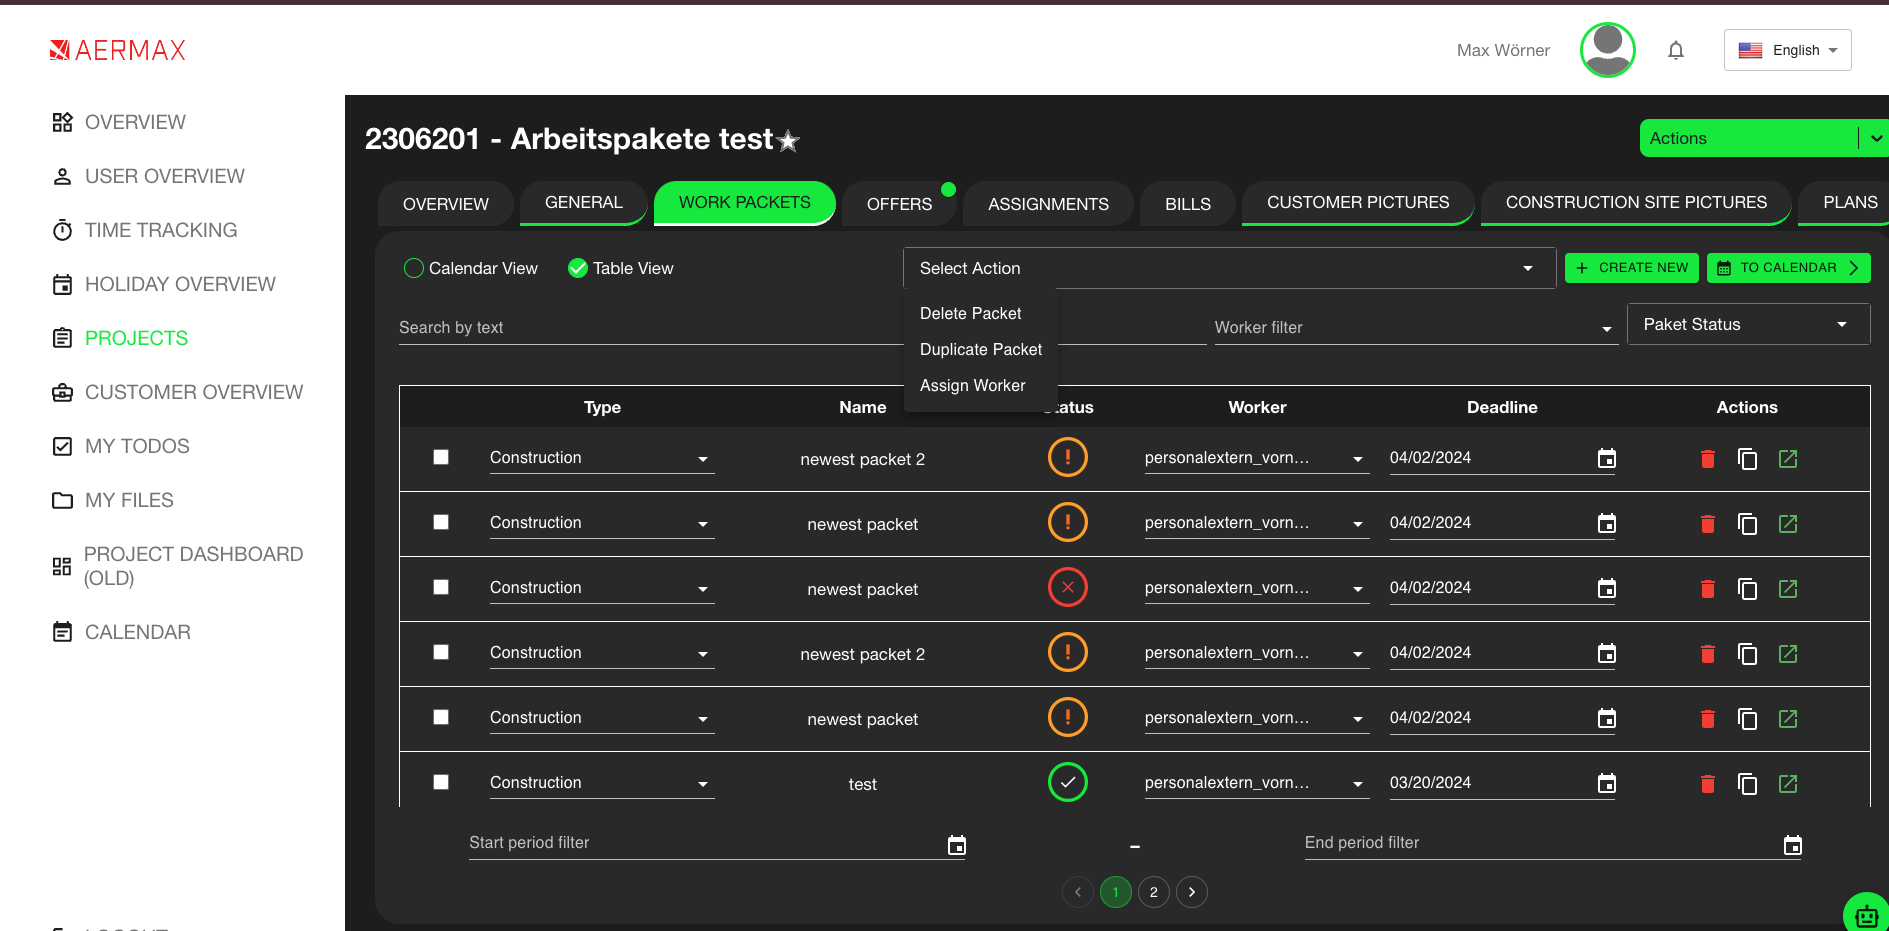 AERMAX
Max Wörner
English
OVERVIEW
USER OVERVIEW
TIME TRACKING
HOLIDAY OVERVIEW
PROJECTS
CUSTOMER OVERVIEW
MY TODOS
MY FILES
PROJECT DASHBOARD
(OLD)
CALENDAR
2306201 - Arbeitspakete test
Actions
OVERVIEW GENERAL WORK PACKETS OFFERS ASSIGNMENTS BILLS CUSTOMER PICTURES CONSTRUCTION SITE PICTURES PLANS
Calendar View Table View Select Action CREATE NEW TO CALENDAR
Delete Packet
Duplicate Packet
Assign Worker
Search by text Worker filter Paket Status
Type Name Status Worker Deadline Actions
Construction newest packet 2 personalextern_vorn... 04/02/2024
Construction newest packet personalextern_vorn... 04/02/2024
Construction newest packet personalextern_vorn... 04/02/2024
Construction newest packet 2 personalextern_vorn... 04/02/2024
Construction newest packet personalextern_vorn... 04/02/2024
Construction test personalextern_vorn... 03/20/2024
Start period filter – End period filter
1 2